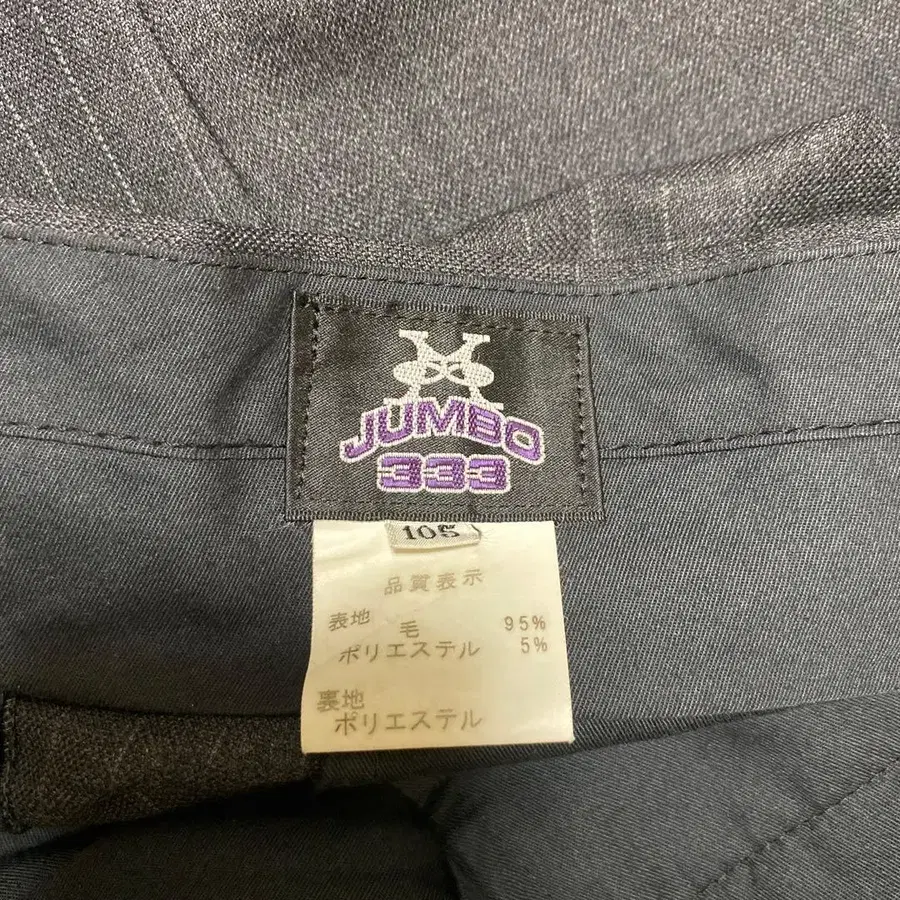 JUMBO
333
105
品質表示
表地 毛 95%
ポリエステル 5%
裏地
ポリエステル